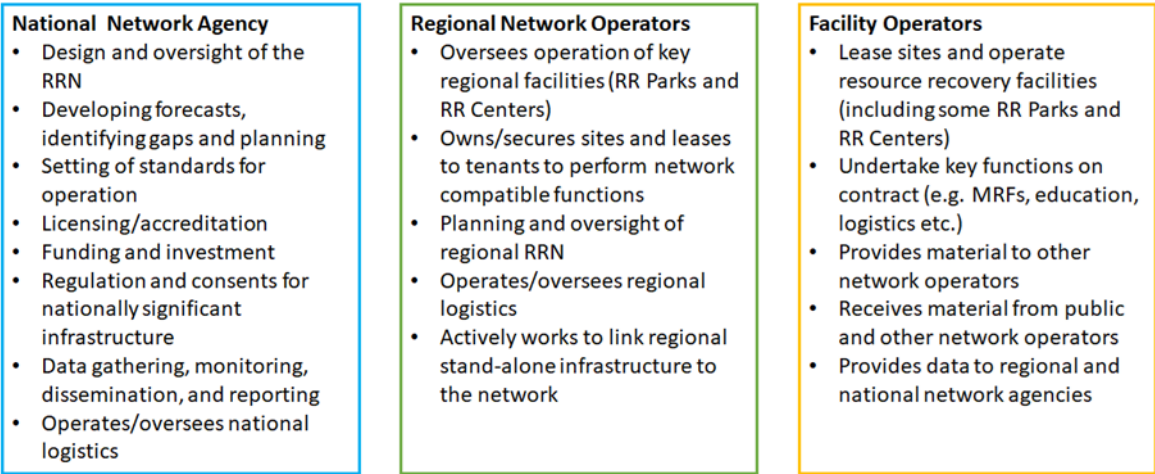 National Network Agency
• Design and oversight of the
RRN
• Developing forecasts,
identifying gaps and planning
• Setting of standards for
operation
• Licensing/accreditation
• Funding and investment
• Regulation and consents for
nationally significant
infrastructure
• Data gathering, monitoring,
dissemination, and reporting
• Operates/oversees national
logistics
Regional Network Operators
• Oversees operation of key
regional facilities (RR Parks and
RR Centers)
• Owns/secures sites and leases
to tenants to perform network
compatible functions
• Planning and oversight of
regional RRN
• Operates/oversees regional
logistics
• Actively works to link regional
stand-alone infrastructure to
the network
Facility Operators
• Lease sites and operate
resource recovery facilities
(including some RR Parks and
RR Centers)
• Undertake key functions on
contract (e.g. MRFs, education,
logistics etc.)
• Provides material to other
network operators
• Receives material from public
and other network operators
• Provides data to regional and
national network agencies